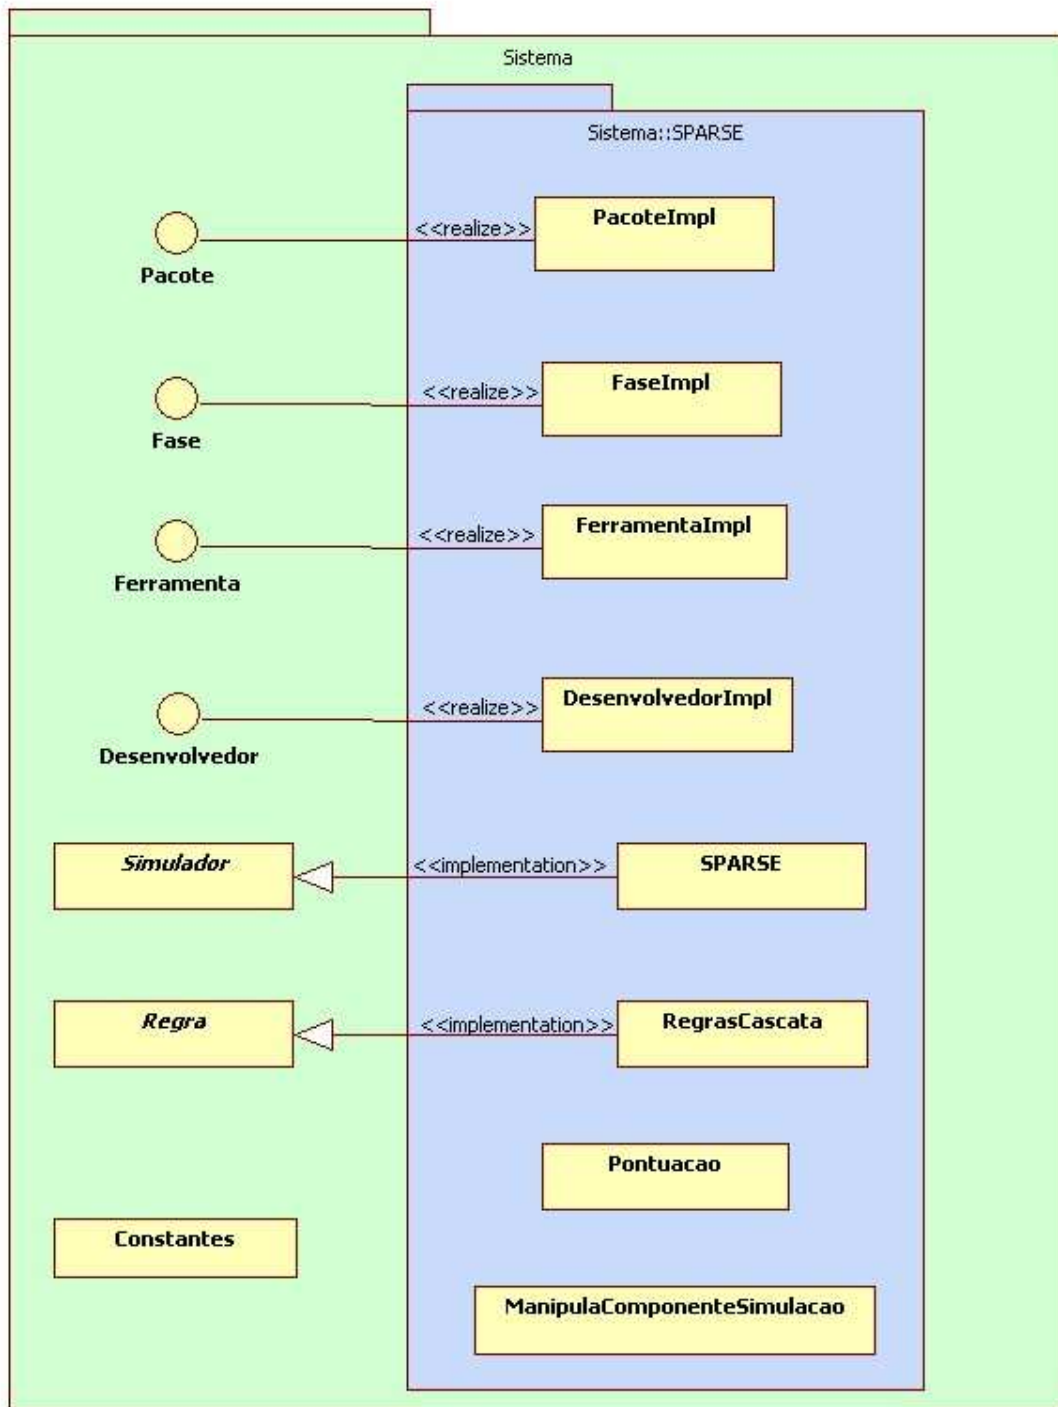 Sistema
Sistema::SPARSE
Pacote
<<realize>>
PacoteImpl
Fase
<<realize>>
FaseImpl
Ferramenta
<<realize>>
FerramentaImpl
Desenvolvedor
<<realize>>
DesenvolvedorImpl
Simulador
<<implementation>>
SPARSE
Regra
<<implementation>>
RegrasCascata
Pontuacao
Constantes
ManipulaComponenteSimulacao